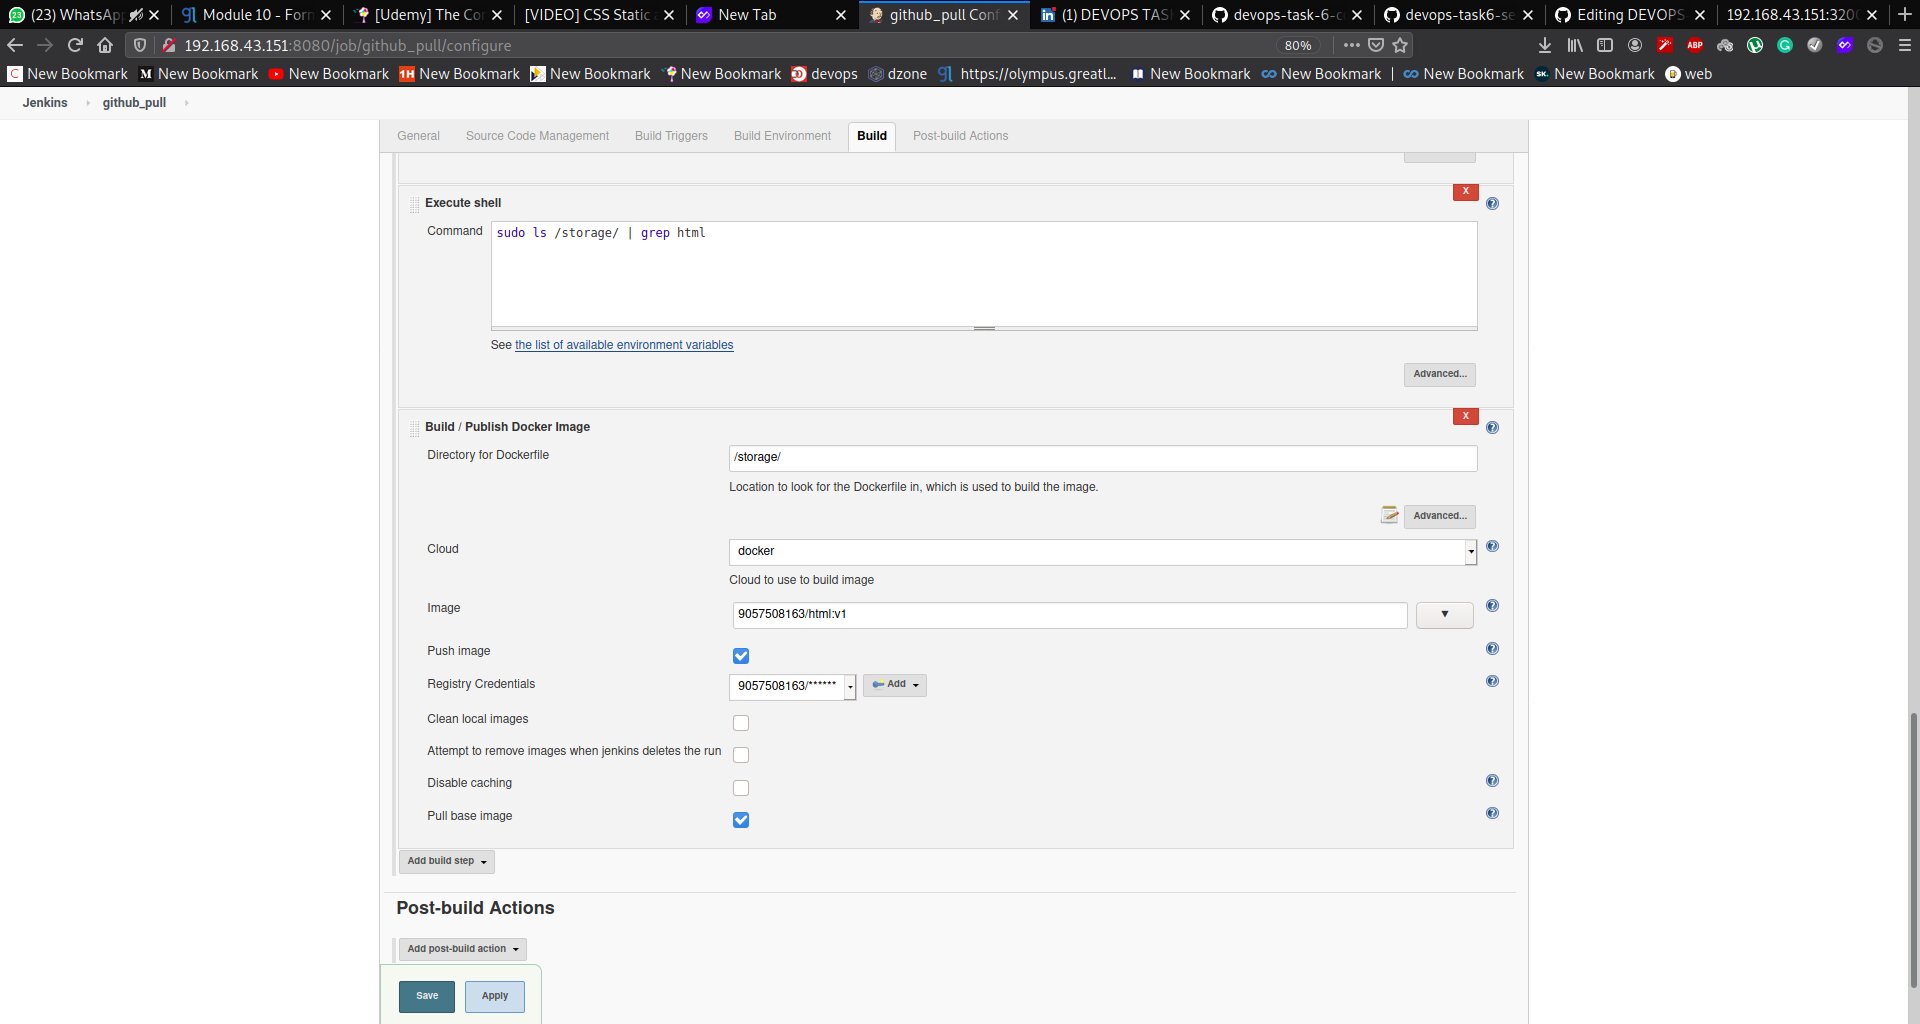 (23) WhatsApp Module 10 - Forn [Udemy] The Co [VIDEO] CSS Static New Tab github_pull Conf (1) DEVOPS TAS devops-task-6-c devops-task6-se Editing DEVOPS 192.168.43.151:320
192.168.43.151:8080/job/github_pull/configure 80%
New Bookmark New Bookmark New Bookmark New Bookmark New Bookmark New Bookmark devops dzone https://olympus.greatl... New Bookmark New Bookmark | New Bookmark New Bookmark web
Jenkins github_pull
General Source Code Management Build Triggers Build Environment Build Post-build Actions
X
Execute shell
Command sudo ls /storage/ | grep html
See the list of available environment variables
Advanced...
X
Build / Publish Docker Image
Directory for Dockerfile /storage/
Location to look for the Dockerfile in, which is used to build the image.
Advanced...
Cloud docker
Cloud to use to build image
Image 9057508163/html:v1
Push image
Registry Credentials 9057508163/****** Add
Clean local images
Attempt to remove images when jenkins deletes the run
Disable caching
Pull base image
Add build step
Post-build Actions
Add post-build action
Save Apply